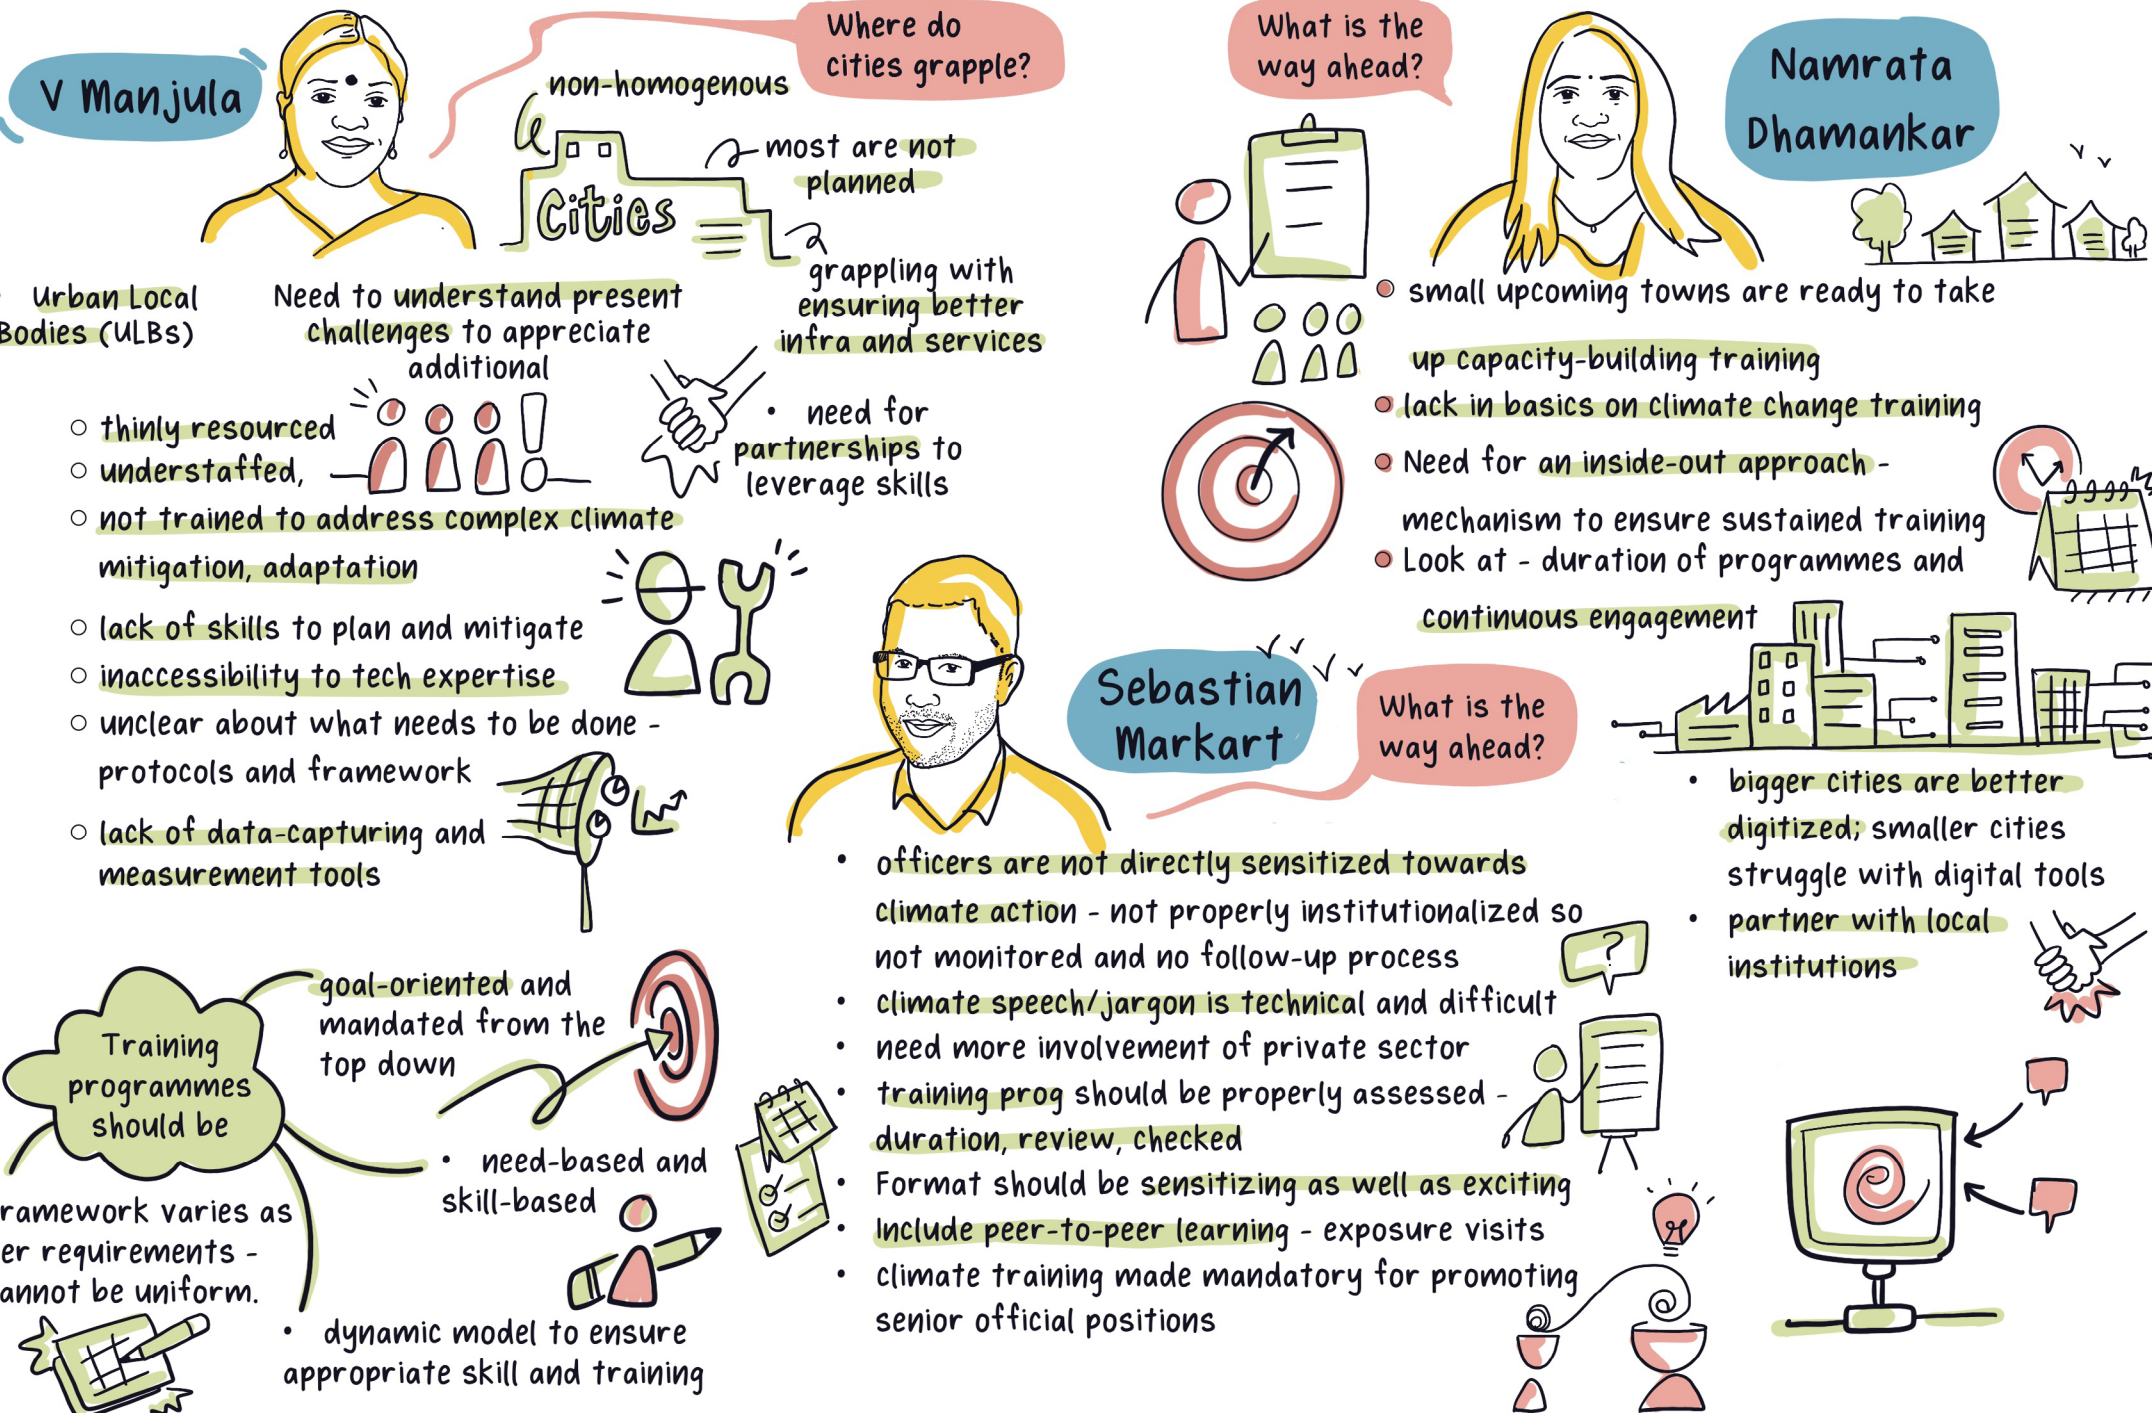 V Manjula
Where do
cities grapple?
non-homogenous
most are not
planned
Cities
grappling with
ensuring better
infra and services
Urban Local
Bodies (ULBs)
Need to understand present
challenges to appreciate
additional
need for
partnerships to
leverage skills
thinly resourced
understaffed,
not trained to address complex climate
mitigation, adaptation
lack of skills to plan and mitigate
inaccessibility to tech expertise
unclear about what needs to be done -
protocols and framework
lack of data-capturing and
measurement tools
Training
programmes
should be
goal-oriented and
mandated from the
top down
need-based and
skill-based
ramework varies as
er requirements -
annot be uniform.
dynamic model to ensure
appropriate skill and training
Sebastian
Markart
What is the
way ahead?
officers are not directly sensitized towards
climate action - not properly institutionalized so
not monitored and no follow-up process
climate speech/jargon is technical and difficult
need more involvement of private sector
training prog should be properly assessed -
duration, review, checked
Format should be sensitizing as well as exciting
Include peer-to-peer learning - exposure visits
climate training made mandatory for promoting
senior official positions
?
What is the
way ahead?
Namrata
Dhamankar
small upcoming towns are ready to take
up capacity-building training
lack in basics on climate change training
Need for an inside-out approach -
mechanism to ensure sustained training
Look at - duration of programmes and
continuous engagement
bigger cities are better
digitized; smaller cities
struggle with digital tools
partner with local
institutions